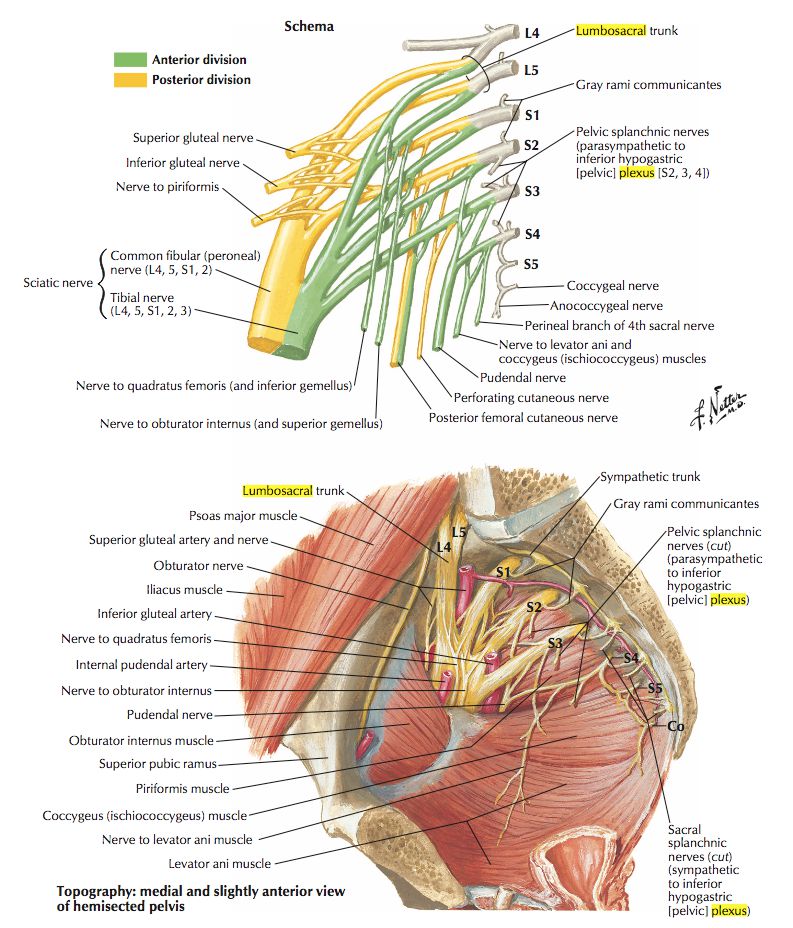 Schema
Anterior division
Posterior division
L4
Lumbosacral trunk
L5
Gray rami communicantes
S1
S2
Pelvic splanchnic nerves
(parasympathetic to
inferior hypogastric
[pelvic] plexus [S2, 3, 4])
S3
S4
S5
Superior gluteal nerve
Inferior gluteal nerve
Nerve to piriformis
Sciatic nerve
Common fibular (peroneal)
nerve (L4, 5, S1, 2)
Tibial nerve
(L4, 5, S1, 2, 3)
Coccygeal nerve
Anococcygeal nerve
Perineal branch of 4th sacral nerve
Nerve to levator ani and
coccygeus (ischiococcygeus) muscles
Pudendal nerve
Perforating cutaneous nerve
Posterior femoral cutaneous nerve
Nerve to quadratus femoris (and inferior gemellus)
Nerve to obturator internus (and superior gemellus)
F. Netter
M.D.
Lumbosacral trunk
Psoas major muscle
Superior gluteal artery and nerve
Obturator nerve
Iliacus muscle
Inferior gluteal artery
Nerve to quadratus femoris
Internal pudendal artery
Nerve to obturator internus
Pudendal nerve
Obturator internus muscle
Superior pubic ramus
Piriformis muscle
Coccygeus (ischiococcygeus) muscle
Nerve to levator ani muscle
Levator ani muscle
L5
L4
S1
S2
S3
S4
S5
Co
Sympathetic trunk
Gray rami communicantes
Pelvic splanchnic
nerves (cut)
(parasympathetic
to inferior
hypogastric
[pelvic] plexus)
Sacral
splanchnic
nerves (cut)
(sympathetic
to inferior
hypogastric
[pelvic] plexus)
Topography: medial and slightly anterior view
of hemisected pelvis